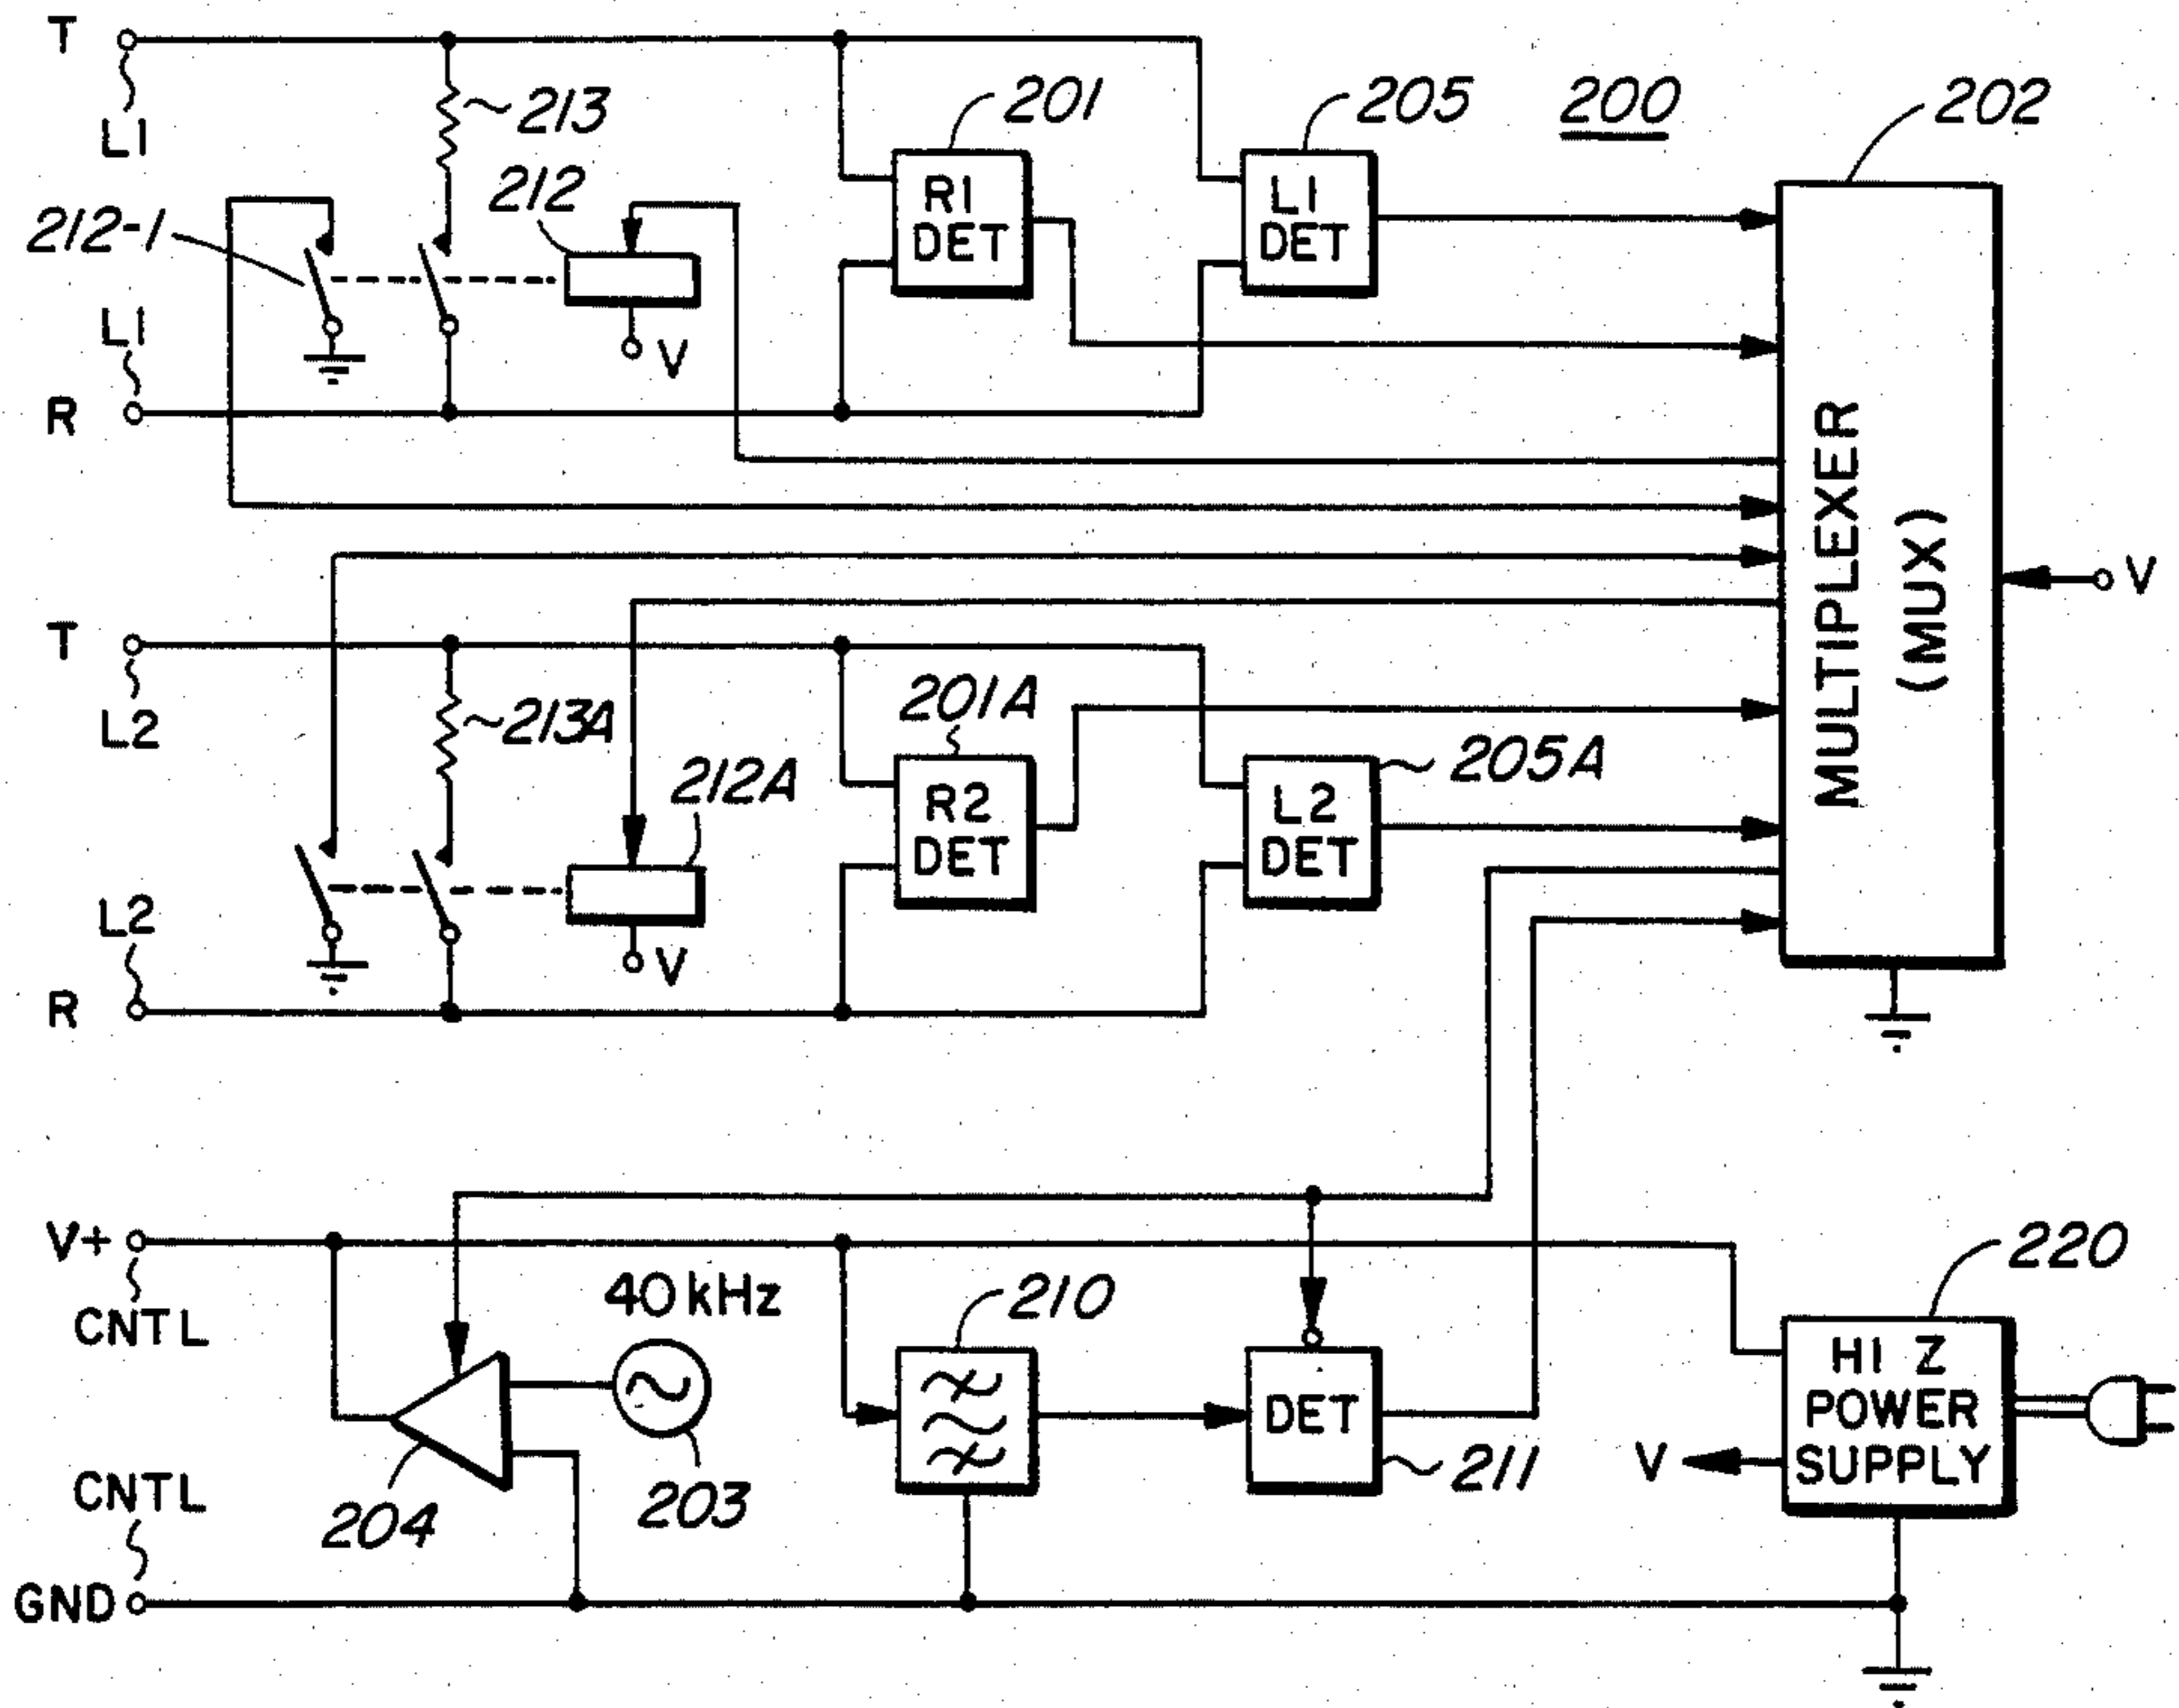 T
L1
213
201
205
200
202
212-1
212
R1
DET
L1
DET
L1
V
R
MULTIPLEXER
(MUX)
V
T
L2
213A
201A
205A
212A
R2
DET
L2
DET
L2
V
R
V+
CNTL
40 kHz
210
220
HI Z
POWER
SUPPLY
DET
V
211
CNTL
204
203
GND